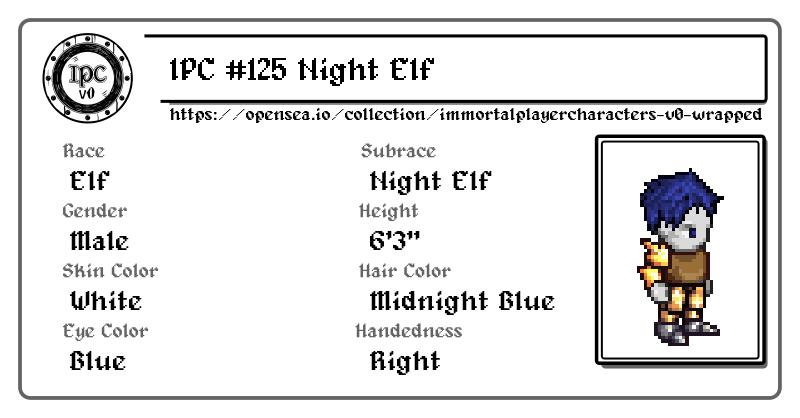 IPC v0
1PC #125 Night Elf
https://opensea.io/collection/immortalplayercharacters-v0-wrapped
Race
Elf
Subrace
Night Elf
Gender
Male
Height
6'3"
Skin Color
White
Hair Color
Midnight Blue
Eye Color
Blue
Handedness
Right